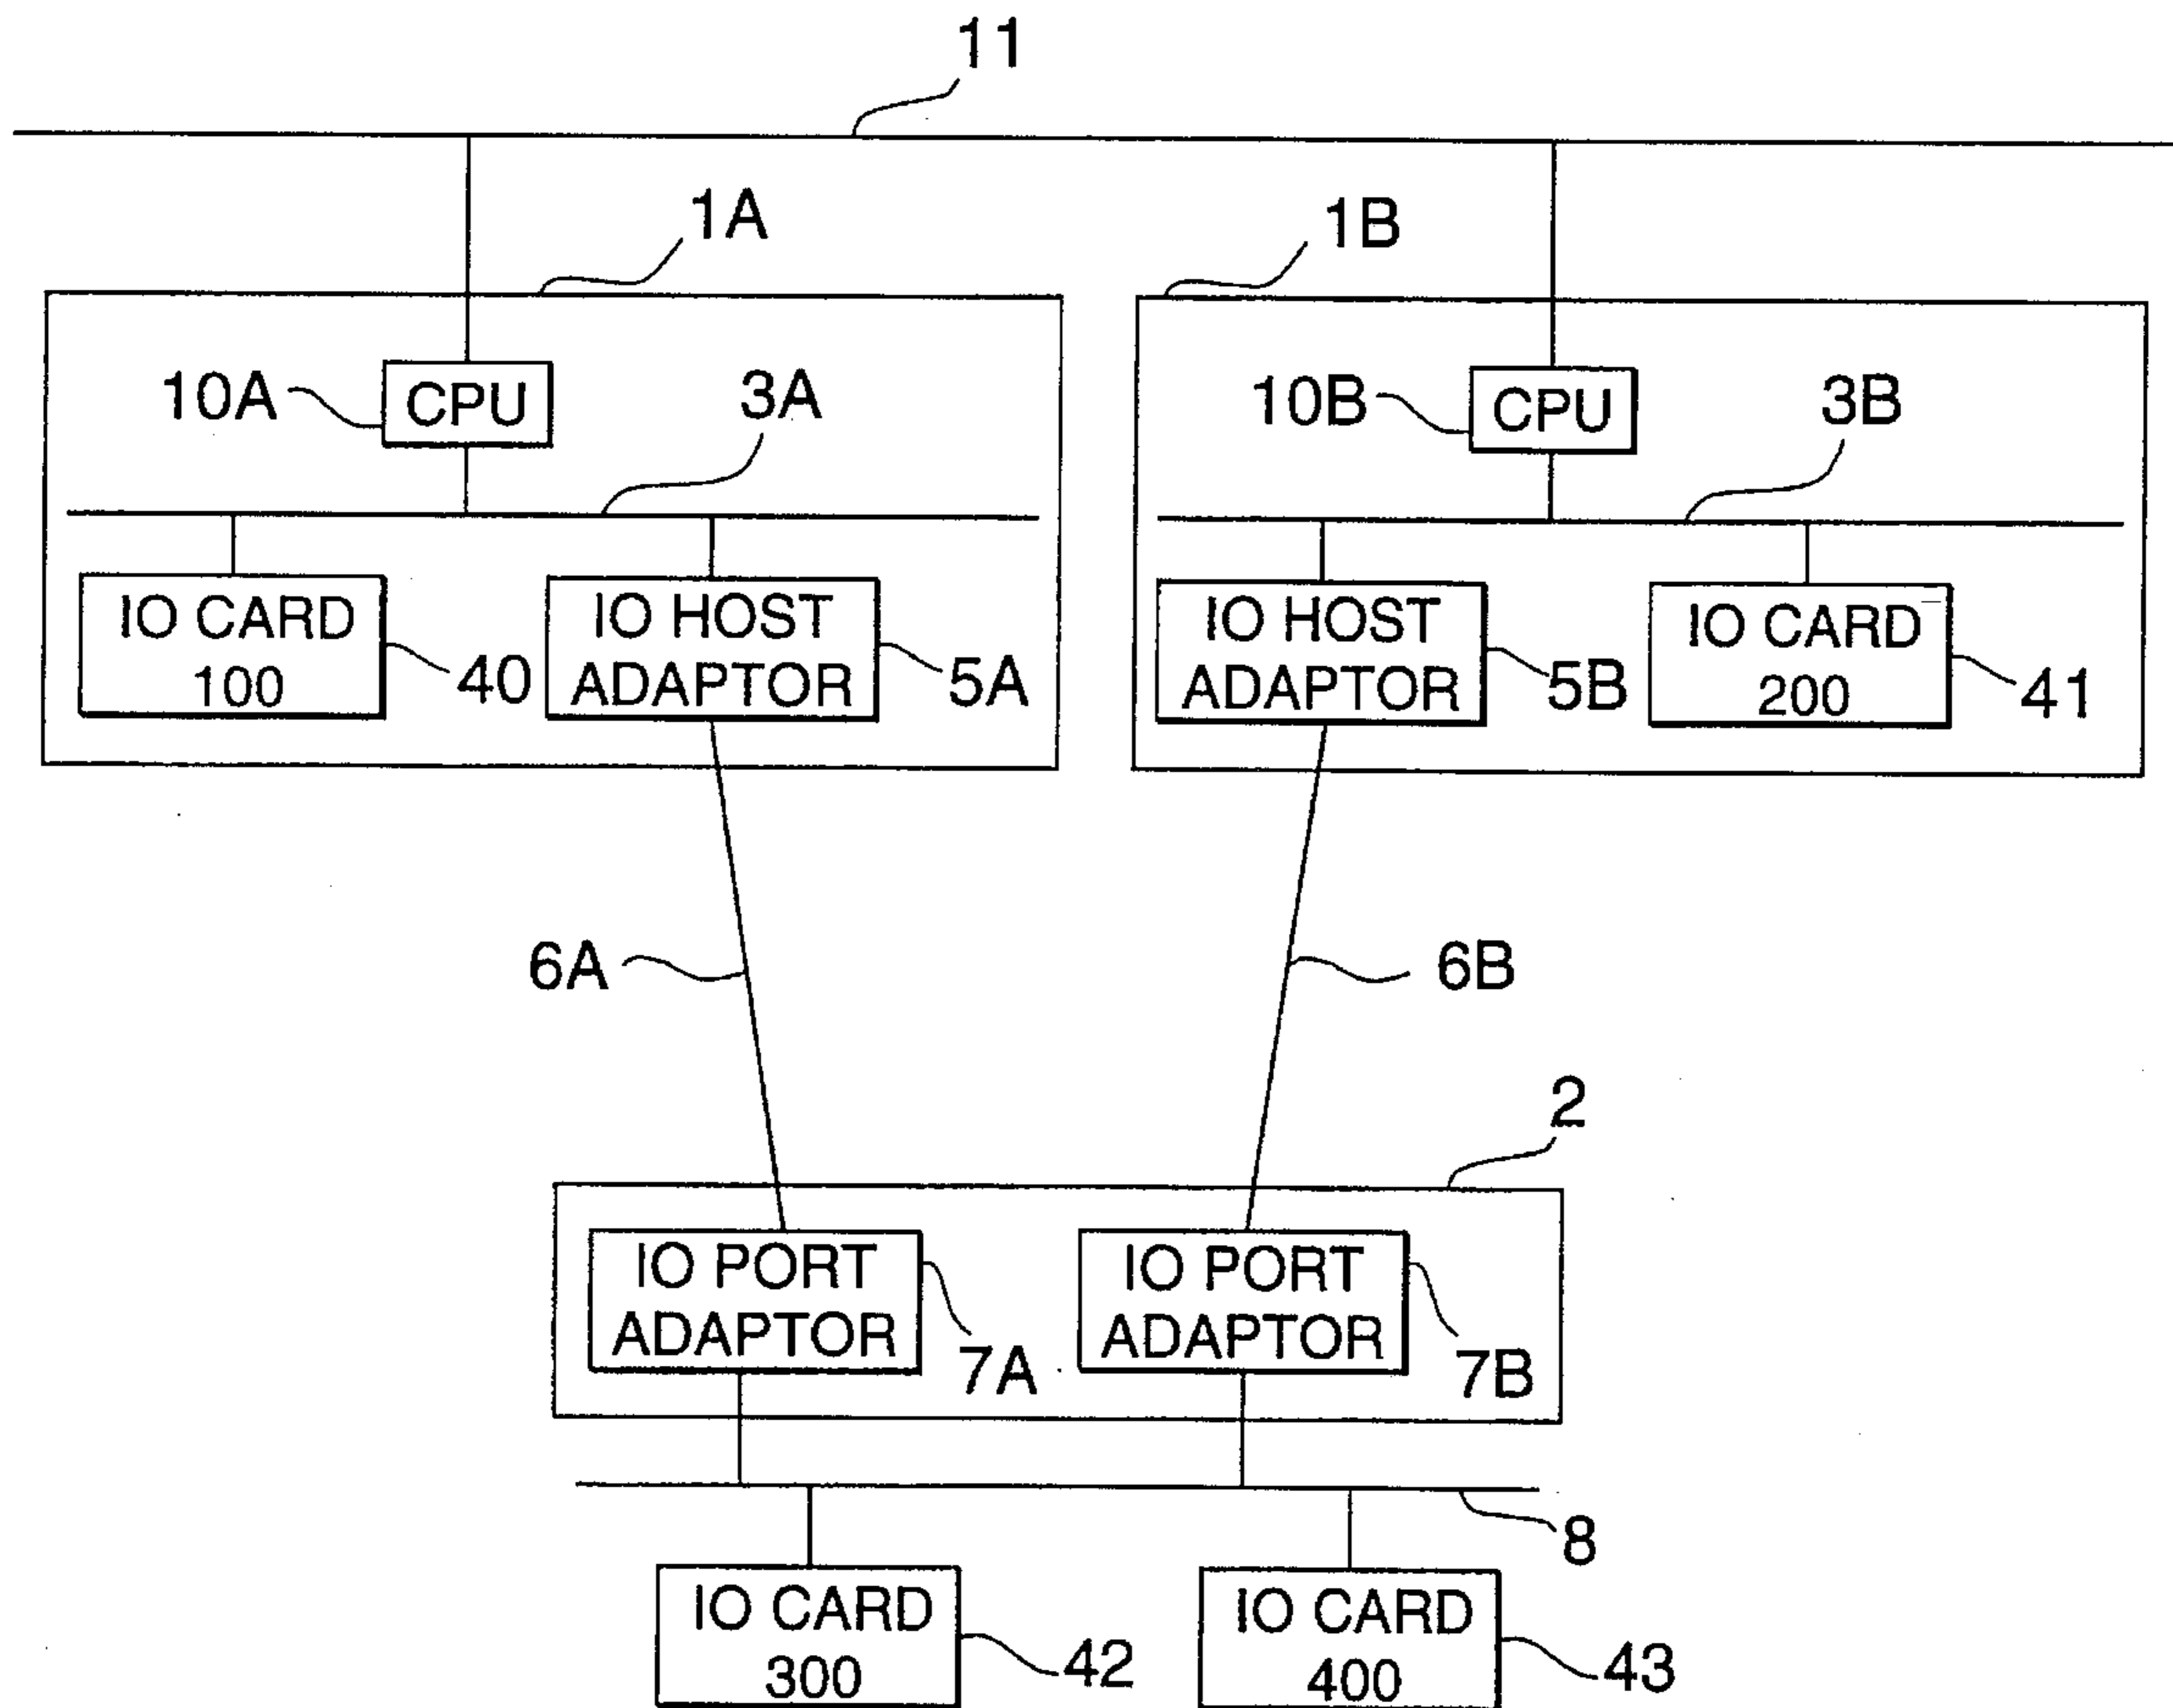 11
1A
1B
10A
CPU
3A
10B
CPU
3B
IO CARD
100
40
IO HOST
ADAPTOR
5A
IO HOST
ADAPTOR
5B
IO CARD
200
41
6A
6B
2
IO PORT
ADAPTOR
7A
IO PORT
ADAPTOR
7B
8
IO CARD
300
42
IO CARD
400
43